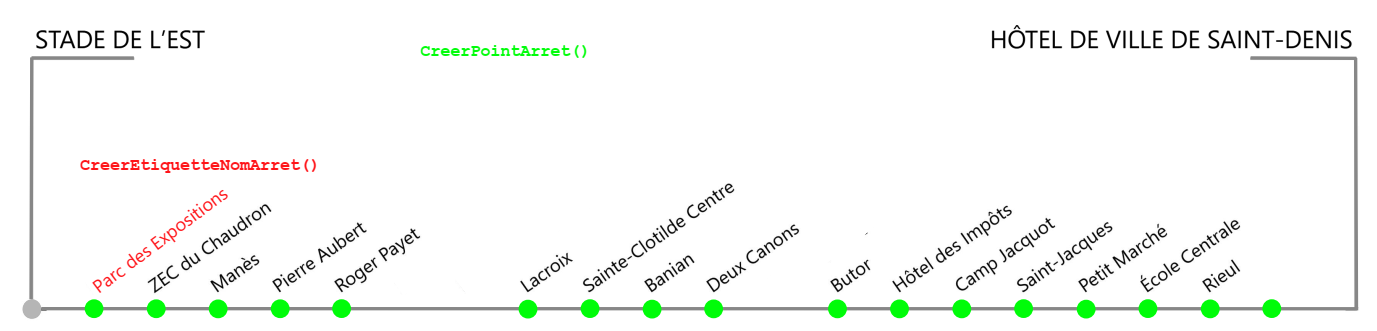 STADE DE L’EST
CreerPointArret()
HÔTEL DE VILLE DE SAINT-DENIS
CreerEtiquetteNomArret()
Parc des Expositions
ZEC du Chaudron
Manès
Pierre Aubert
Roger Payet
Lacroix
Sainte-Clotilde Centre
Banian
Deux Canons
Butor
Hôtel des Impôts
Camp Jacquot
Saint-Jacques
Petit Marché
École Centrale
Rieul